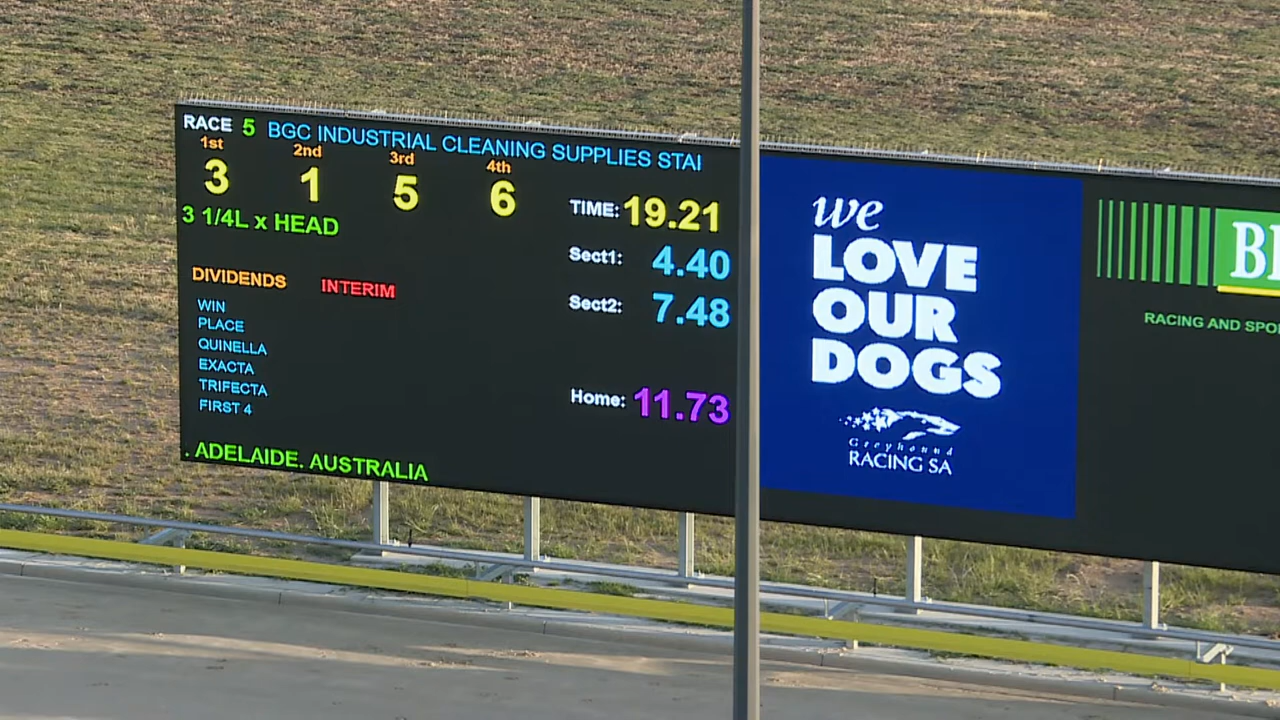 RACE 5 BGC INDUSTRIAL CLEANING SUPPLIES STAI
1st 2nd 3rd 4th
3 1 5 6
3 1/4L x HEAD
TIME: 19.21
Sect1: 4.40
Sect2: 7.48
Home: 11.73
DIVIDENDS INTERIM
WIN
PLACE
QUINELLA
EXACTA
TRIFECTA
FIRST 4
. ADELAIDE. AUSTRALIA
we
LOVE
OUR
DOGS
Greyhound
RACING SA
RACING AND SPO